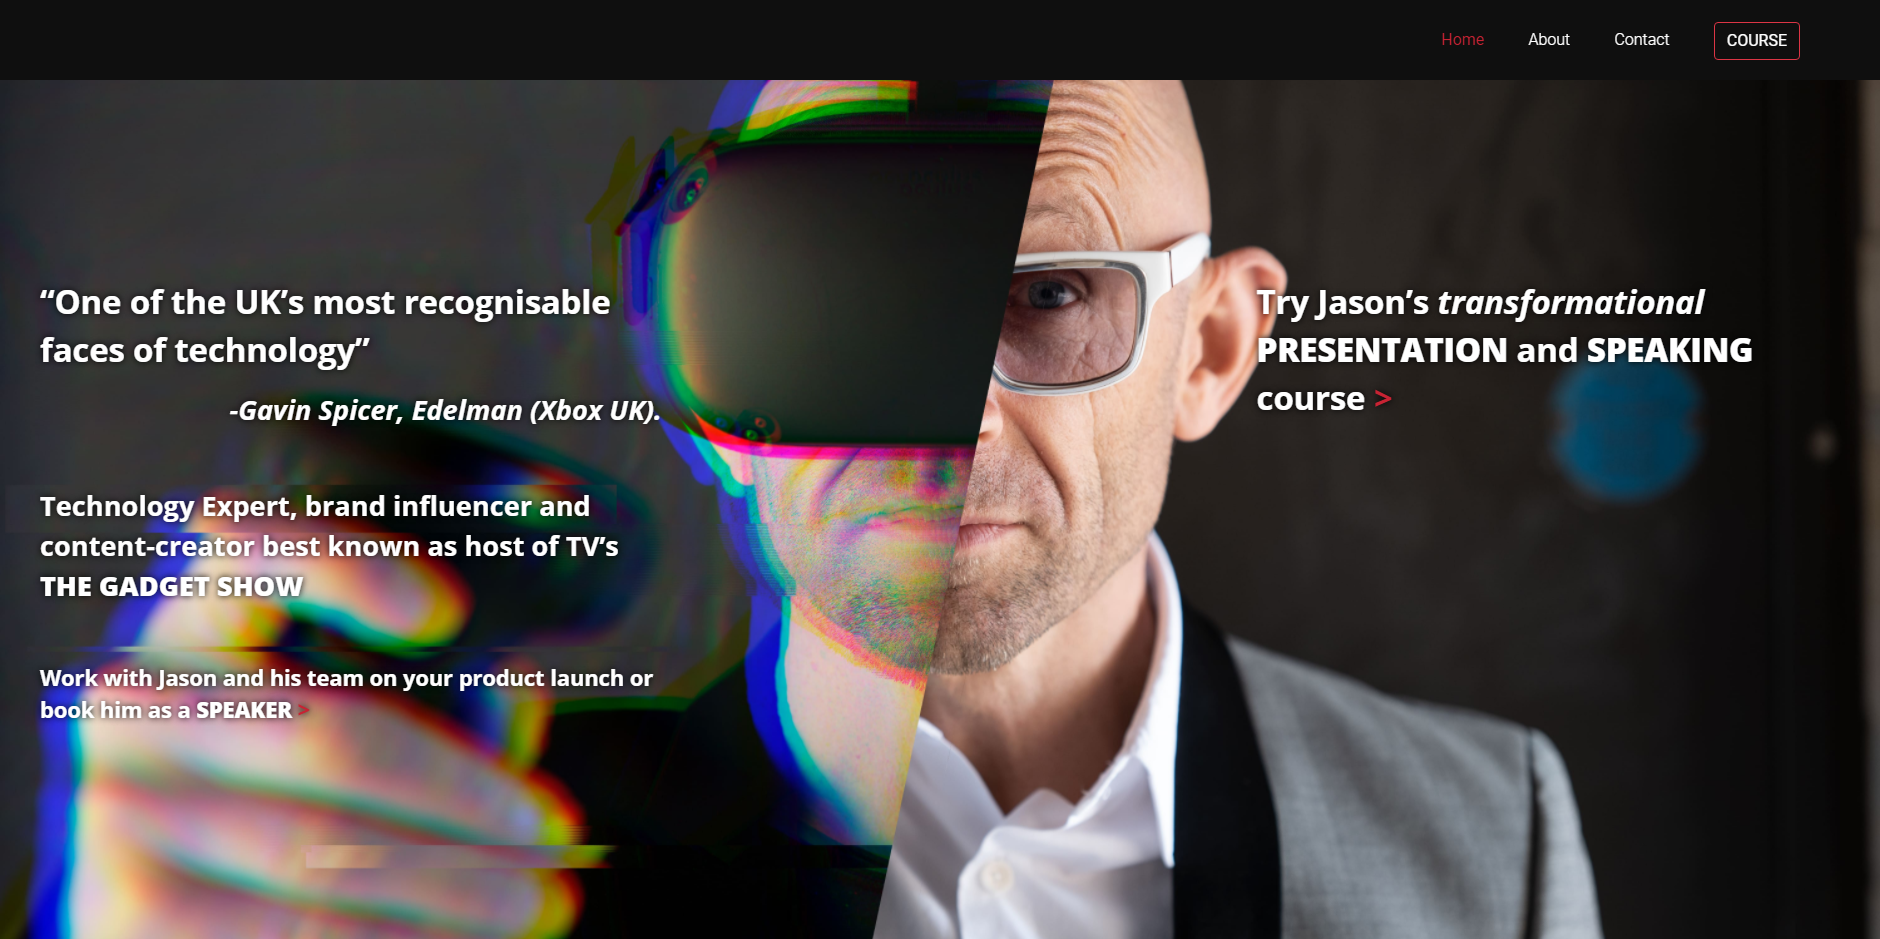 Home About Contact COURSE
“One of the UK’s most recognisable
faces of technology”
-Gavin Spicer, Edelman (Xbox UK).
Technology Expert, brand influencer and
content-creator best known as host of TV’s
THE GADGET SHOW
Work with Jason and his team on your product launch or
book him as a SPEAKER >
Try Jason’s transformational
PRESENTATION and SPEAKING
course >